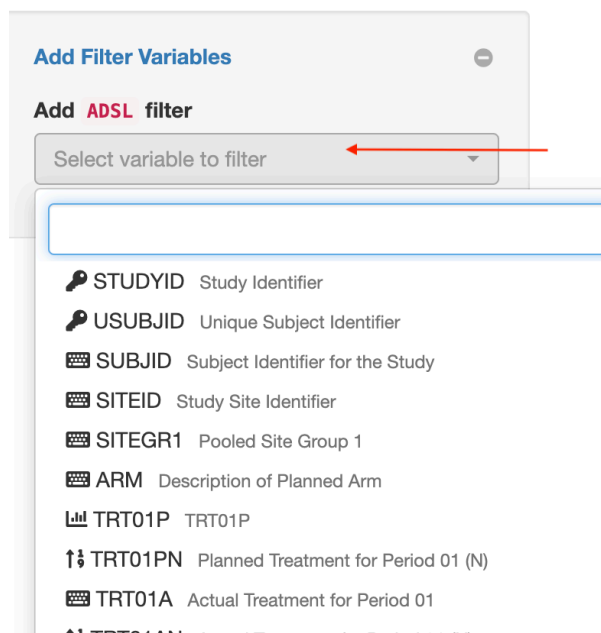 Add Filter Variables
Add ADSL filter
Select variable to filter
STUDYID Study Identifier
USUBJID Unique Subject Identifier
SUBJID Subject Identifier for the Study
SITEID Study Site Identifier
SITEGR1 Pooled Site Group 1
ARM Description of Planned Arm
TRT01P TRT01P
TRT01PN Planned Treatment for Period 01 (N)
TRT01A Actual Treatment for Period 01